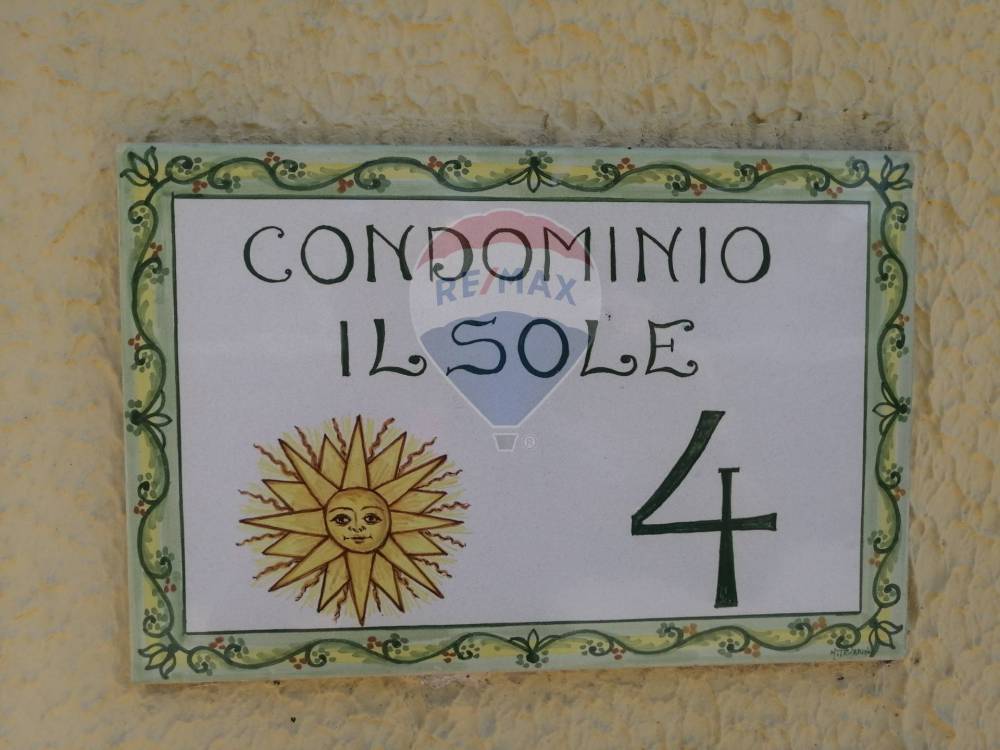 CONDOMINIO
RE/MAX
IL SOLE
®
4